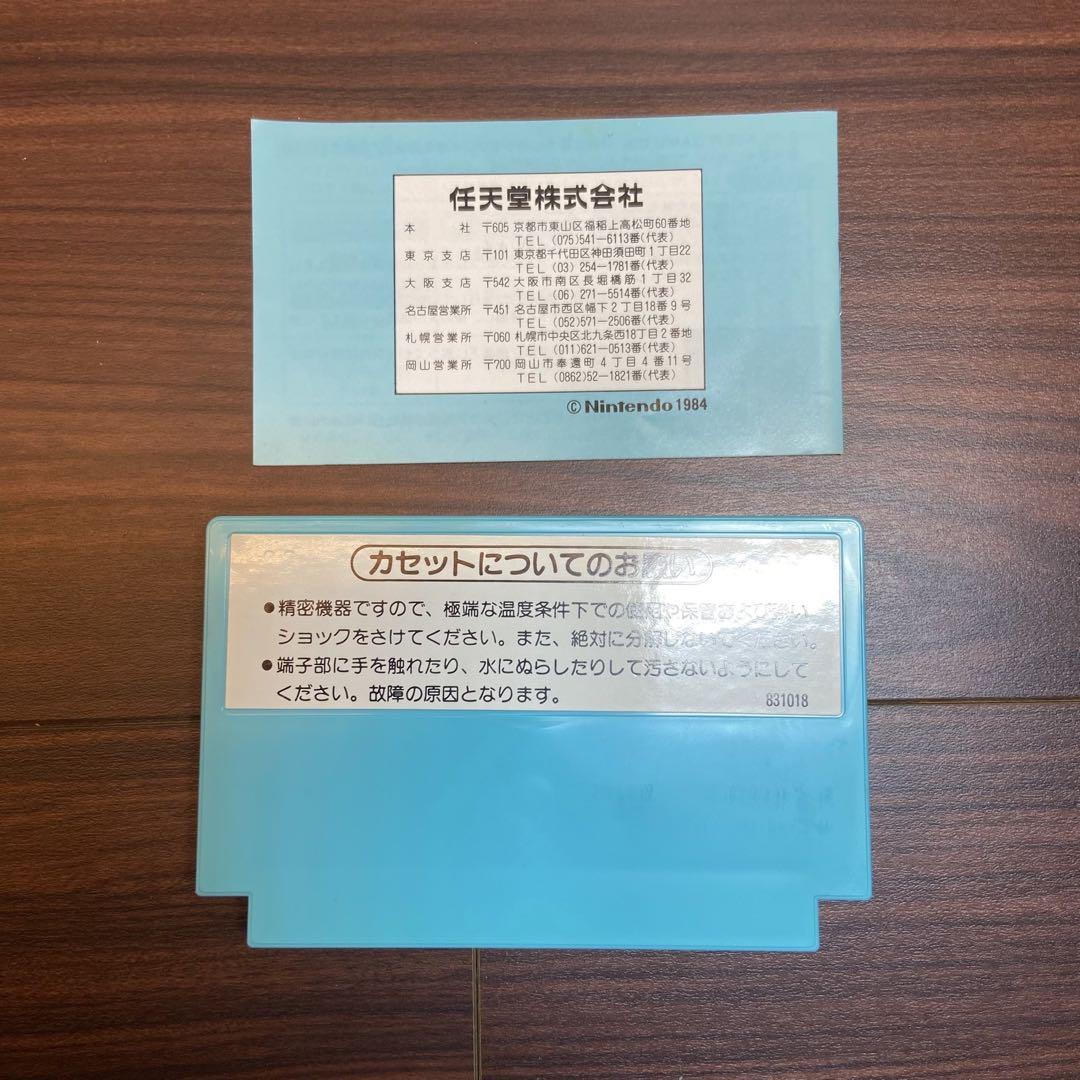 任天堂株式会社
本社 〒605 京都市東山区福稲上高松町60番地
TEL (075)541-6113番(代表)
東京支店 〒101 東京都千代田区神田須田町1丁目22
TEL (03) 254-1781番(代表)
大阪支店 〒542 大阪市南区長堀橋筋1丁目32
TEL (06) 271-5514番(代表)
名古屋営業所 〒451 名古屋市西区幅下2丁目18番9号
TEL (052)571-2506番(代表)
札幌営業所 〒060 札幌市中央区北九条西18丁目2番地
TEL (011)621-0513番(代表)
岡山営業所 〒700 岡山市奉還町4丁目4番11号
TEL (0862)52-1821番(代表)
©Nintendo 1984
カセットについてのお願い
●精密機器ですので、極端な温度条件下での使用や保管および強い
ショックをさけてください。また、絶対に分解しないでください。
●端子部に手を触れたり、水にぬらしたりして汚さないようにして
ください。故障の原因となります。
831018